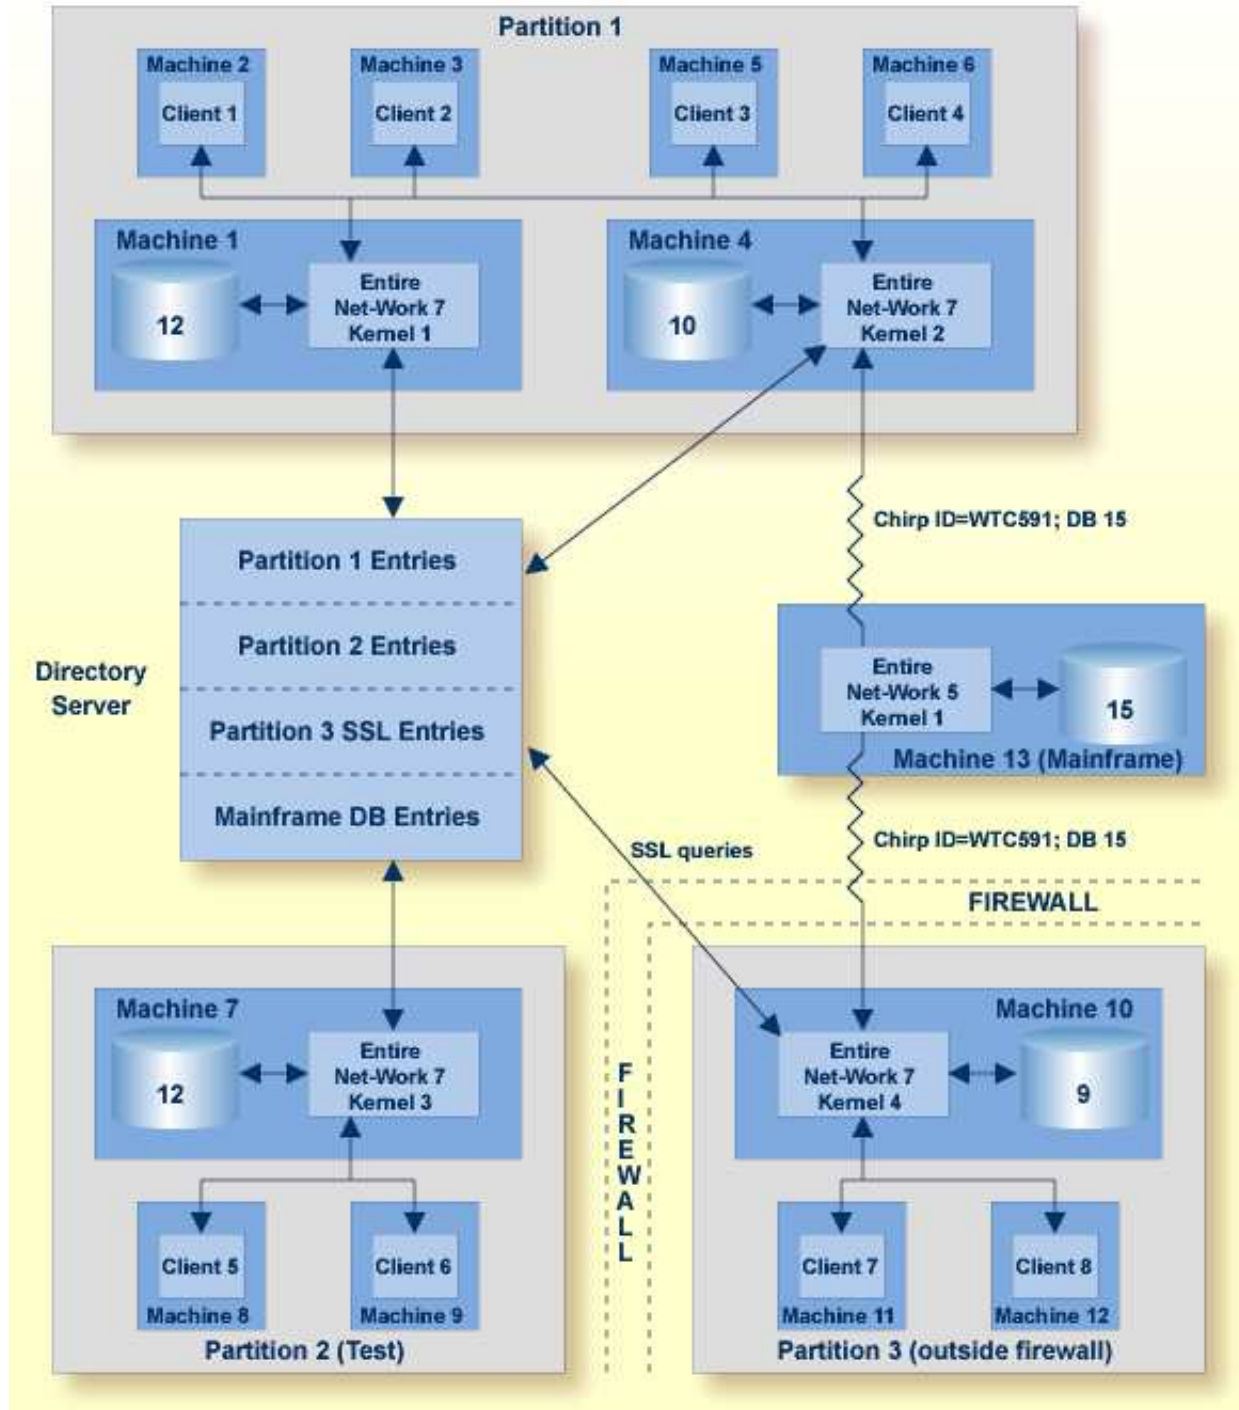 Partition 1
Machine 2
Client 1
Machine 3
Client 2
Machine 5
Client 3
Machine 6
Client 4
Machine 1
12
Entire
Net-Work 7
Kernel 1
Machine 4
10
Entire
Net-Work 7
Kernel 2
Chirp ID=WTC591; DB 15
Directory
Server
Partition 1 Entries
Partition 2 Entries
Partition 3 SSL Entries
Mainframe DB Entries
Entire
Net-Work 5
Kernel 1
15
Machine 13 (Mainframe)
Chirp ID=WTC591; DB 15
SSL queries
FIREWALL
FIREWALL
Machine 7
12
Entire
Net-Work 7
Kernel 3
Client 5
Machine 8
Client 6
Machine 9
Partition 2 (Test)
Machine 10
Entire
Net-Work 7
Kernel 4
9
Client 7
Machine 11
Client 8
Machine 12
Partition 3 (outside firewall)